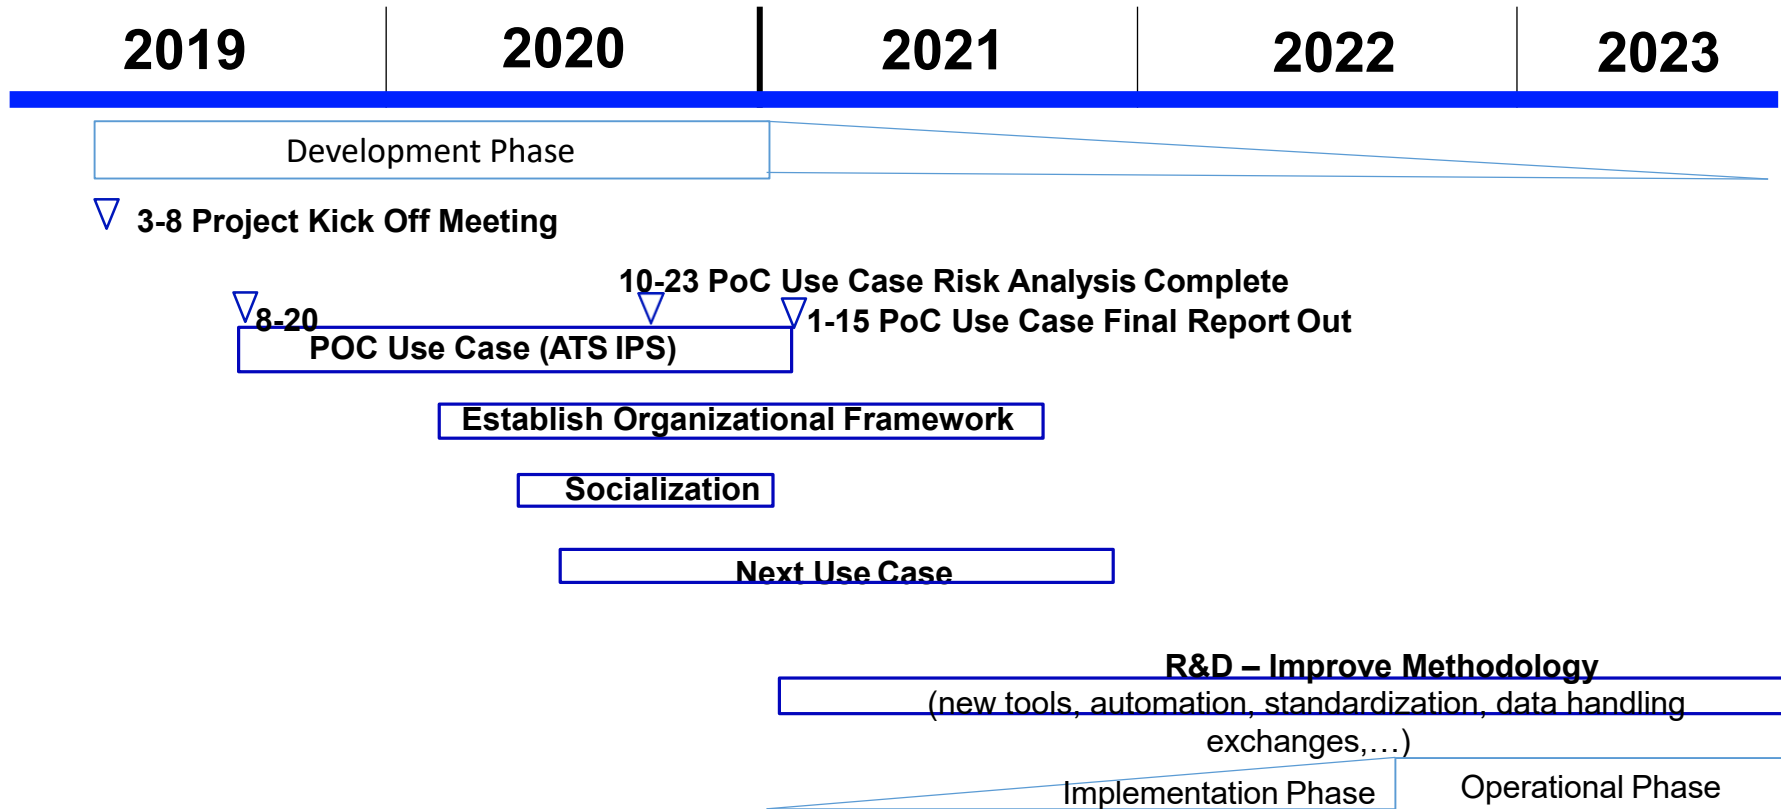 2019 2020 2021 2022 2023
Development Phase
3-8 Project Kick Off Meeting
10-23 PoC Use Case Risk Analysis Complete
8-20
1-15 PoC Use Case Final Report Out
POC Use Case (ATS IPS)
Establish Organizational Framework
Socialization
Next Use Case
R&D – Improve Methodology
(new tools, automation, standardization, data handling
exchanges,…)
Implementation Phase
Operational Phase